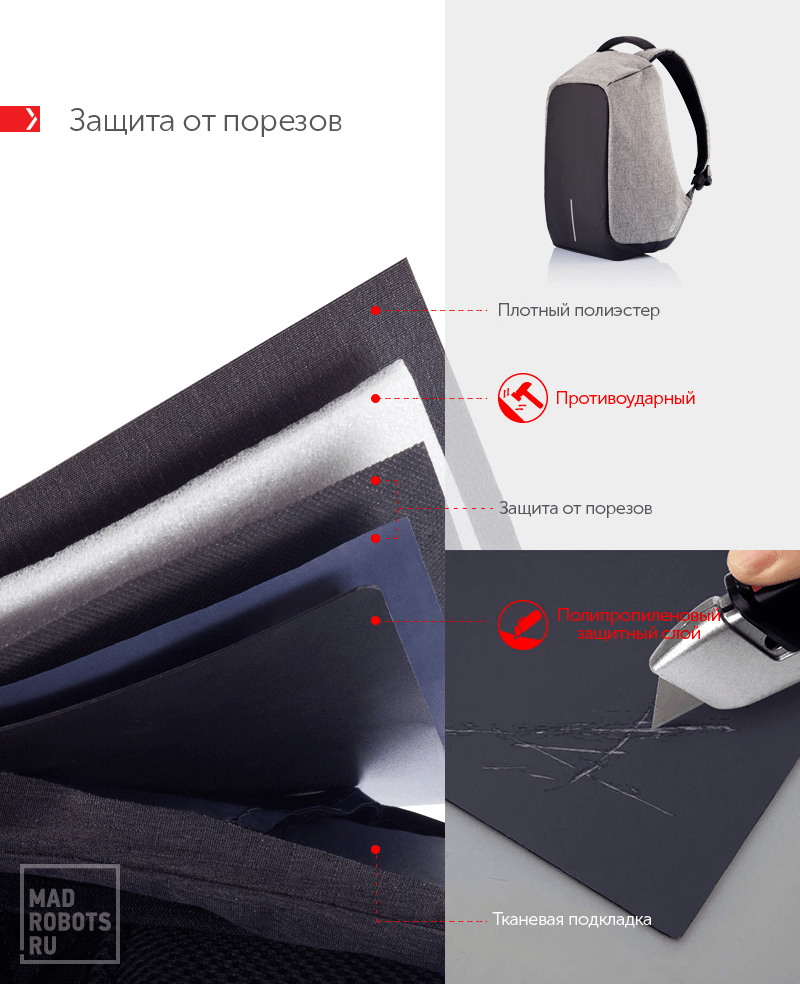 Защита от порезов
Плотный полиэстер
Противоударный
Защита от порезов
Полипропиленовый
защитный слой
Тканевая подкладка
MAD
ROBOTS
.RU